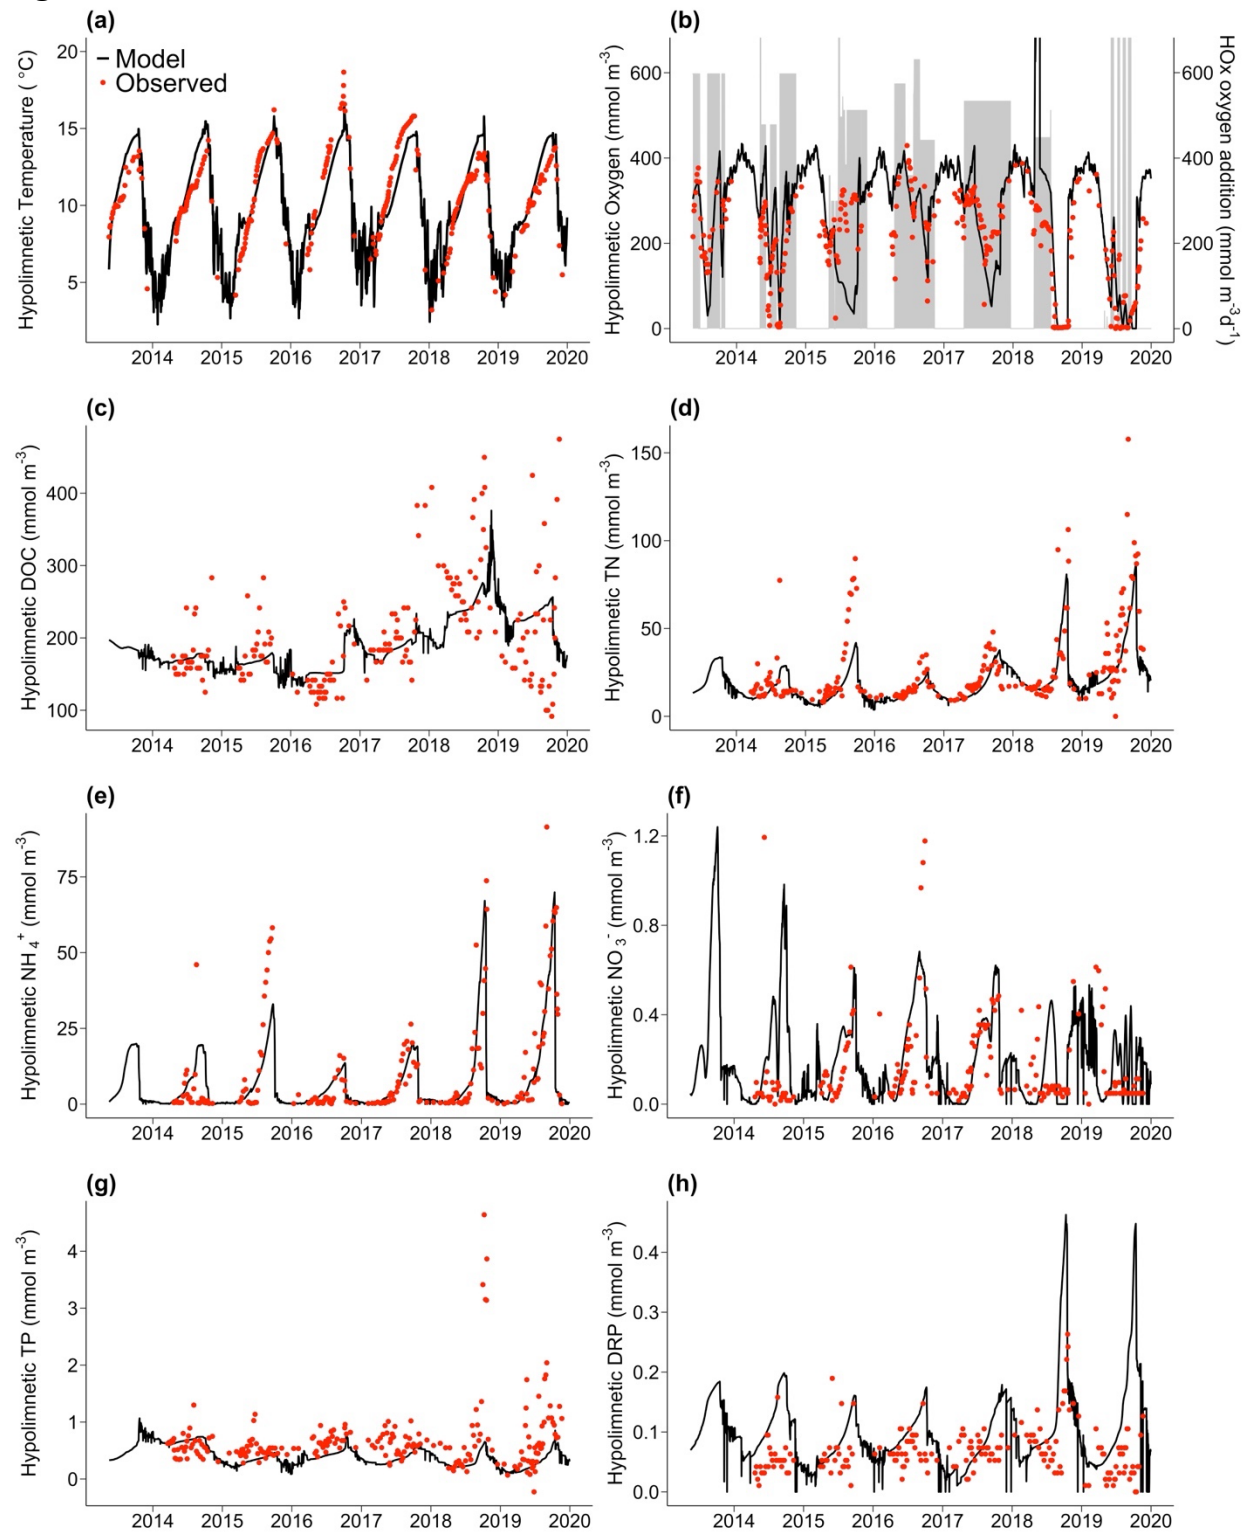 (a)
Hypolimnetic Temperature ( °C)
20
15
10
5
Model
Observed
2014 2015 2016 2017 2018 2019 2020
(b)
Hypolimnetic Oxygen (mmol m⁻³)
600
400
200
0
600
400
200
0
HOx oxygen addition (mmol m⁻³d⁻¹)
2014 2015 2016 2017 2018 2019 2020
(c)
Hypolimnetic DOC (mmol m⁻³)
400
300
200
100
2014 2015 2016 2017 2018 2019 2020
(d)
Hypolimnetic TN (mmol m⁻³)
150
100
50
0
2014 2015 2016 2017 2018 2019 2020
(e)
Hypolimnetic NH₄⁺ (mmol m⁻³)
75
50
25
0
2014 2015 2016 2017 2018 2019 2020
(f)
Hypolimnetic NO₃⁻ (mmol m⁻³)
1.2
0.8
0.4
0.0
2014 2015 2016 2017 2018 2019 2020
(g)
Hypolimnetic TP (mmol m⁻³)
4
3
2
1
0
2014 2015 2016 2017 2018 2019 2020
(h)
Hypolimnetic DRP (mmol m⁻³)
0.4
0.3
0.2
0.1
0.0
2014 2015 2016 2017 2018 2019 2020